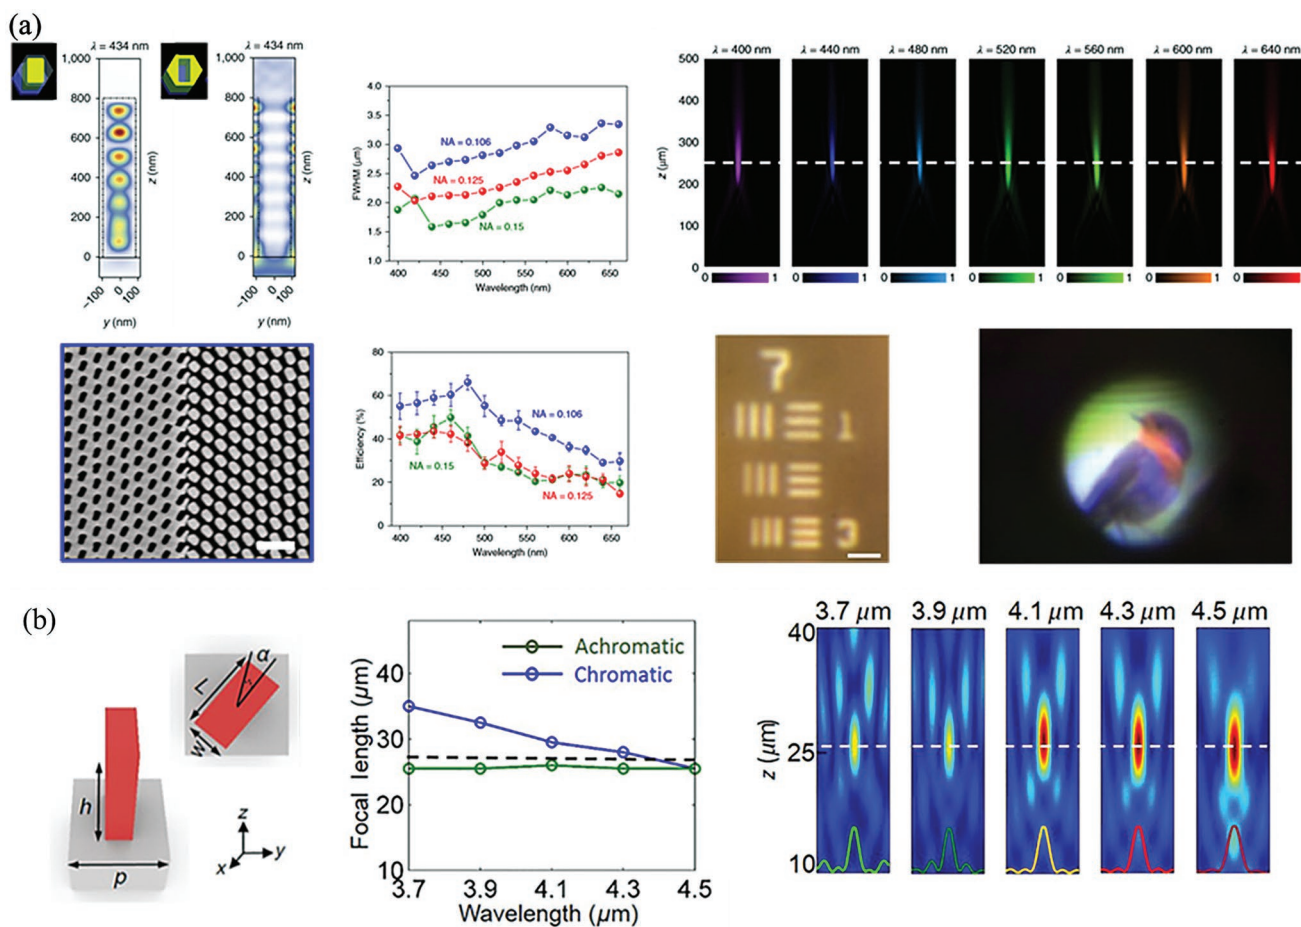 (a)
λ = 434 nm
1,000
800
600
400
200
0
z (nm)
−100
0
100
y (nm)
λ = 434 nm
1,000
800
600
400
200
0
z (nm)
−100
0
100
y (nm)
4.0
3.5
3.0
2.5
2.0
1.5
1.0
FWHM (μm)
NA = 0.106
NA = 0.125
NA = 0.15
400 450 500 550 600 650
Wavelength (nm)
λ = 400 nm λ = 440 nm λ = 480 nm λ = 520 nm λ = 560 nm λ = 600 nm λ = 640 nm
500
400
300
200
100
0
z (μm)
0 1 0 1 0 1 0 1 0 1 0 1 0 1
80
60
40
20
0
Efficiency (%)
NA = 0.106
NA = 0.15
NA = 0.125
400 450 500 550 600 650
Wavelength (nm)
7
1
3
(b)
L
α
w
h
p
z
y
x
Achromatic
Chromatic
40
30
20
10
Focal length (μm)
3.7 3.9 4.1 4.3 4.5
Wavelength (μm)
3.7 μm 3.9 μm 4.1 μm 4.3 μm 4.5 μm
40
25
10
z (μm)